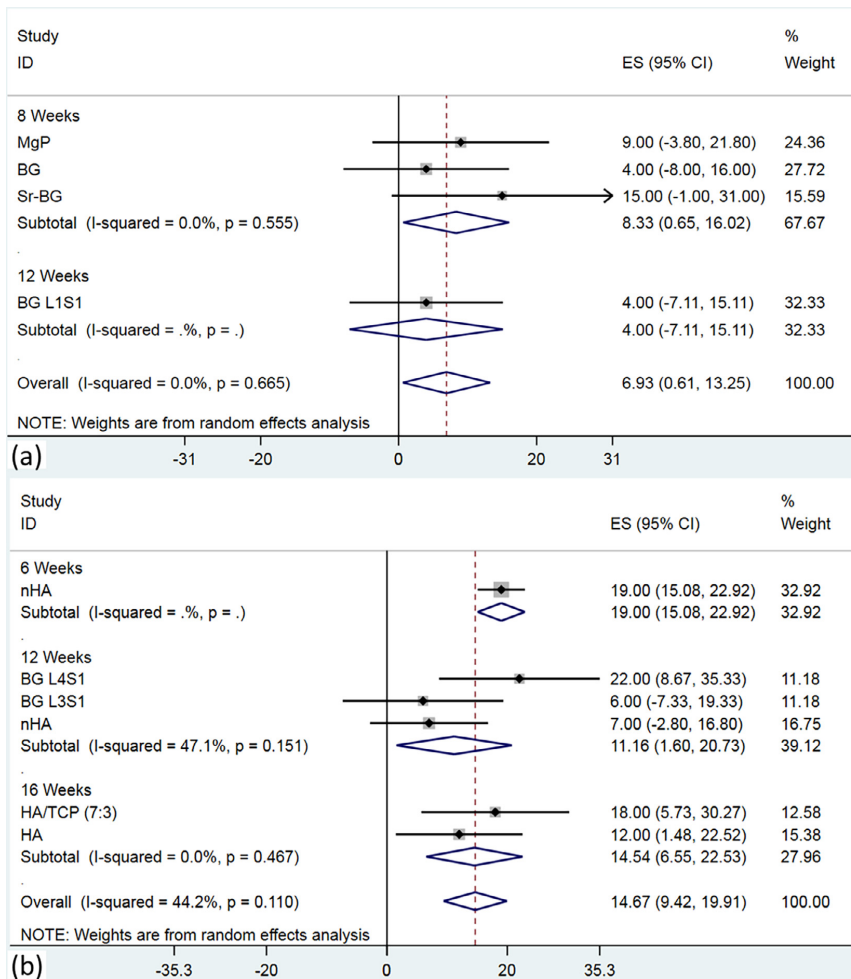 Study %
ID ES (95% CI) Weight
8 Weeks
MgP 9.00 (-3.80, 21.80) 24.36
BG 4.00 (-8.00, 16.00) 27.72
Sr-BG 15.00 (-1.00, 31.00) 15.59
Subtotal (I-squared = 0.0%, p = 0.555) 8.33 (0.65, 16.02) 67.67
.
12 Weeks
BG L1S1 4.00 (-7.11, 15.11) 32.33
Subtotal (I-squared = .%, p = .) 4.00 (-7.11, 15.11) 32.33
.
Overall (I-squared = 0.0%, p = 0.665) 6.93 (0.61, 13.25) 100.00
NOTE: Weights are from random effects analysis
(a) -31 -20 0 20 31
Study %
ID ES (95% CI) Weight
6 Weeks
nHA 19.00 (15.08, 22.92) 32.92
Subtotal (I-squared = .%, p = .) 19.00 (15.08, 22.92) 32.92
.
12 Weeks
BG L4S1 22.00 (8.67, 35.33) 11.18
BG L3S1 6.00 (-7.33, 19.33) 11.18
nHA 7.00 (-2.80, 16.80) 16.75
Subtotal (I-squared = 47.1%, p = 0.151) 11.16 (1.60, 20.73) 39.12
.
16 Weeks
HA/TCP (7:3) 18.00 (5.73, 30.27) 12.58
HA 12.00 (1.48, 22.52) 15.38
Subtotal (I-squared = 0.0%, p = 0.467) 14.54 (6.55, 22.53) 27.96
.
Overall (I-squared = 44.2%, p = 0.110) 14.67 (9.42, 19.91) 100.00
NOTE: Weights are from random effects analysis
(b) -35.3 -20 0 20 35.3